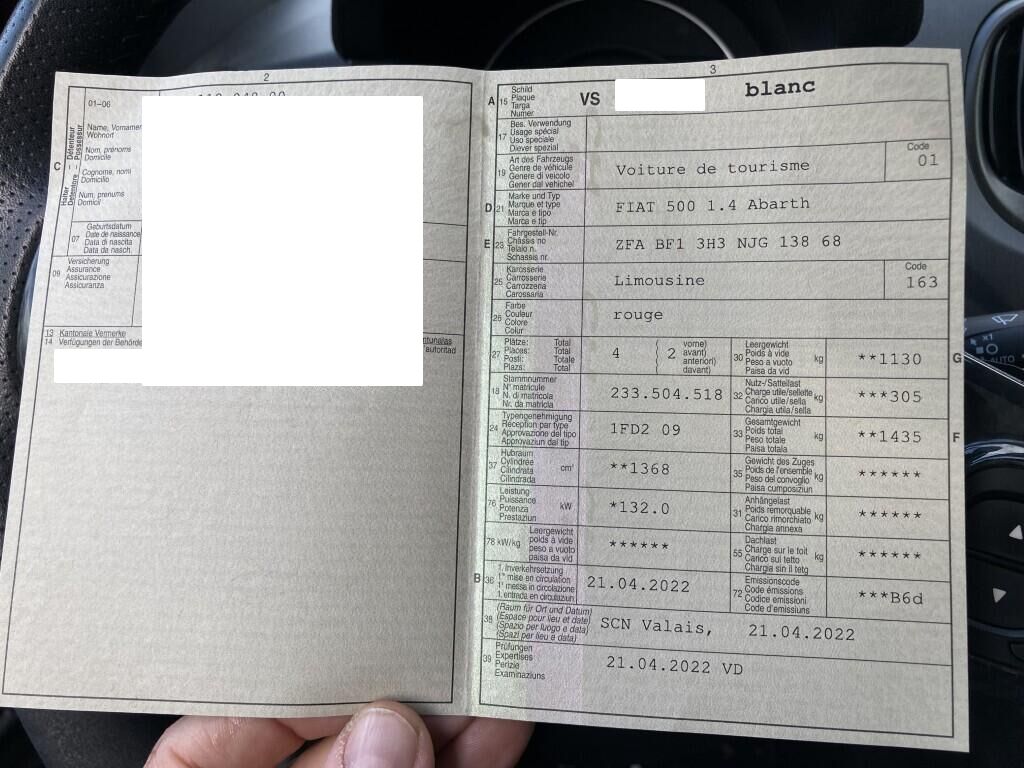 2
01–06
Halter Détenteur
Detentore Possessur
C
Name, Vornamen
Wohnort
Nom, prénoms
Domicile
Cognome, nomi
Domicilio
Num, prenums
Domicil
07
Geburtsdatum
Date de naissance
Data di nascita
Data da nasch.
09
Versicherung
Assurance
Assicurazione
Assicuranza
13 Kantonale Vermerke
14 Verfügungen der Behörde
autoritad
3
A 15
Schild
Plaque
Targa
Numer
VS
blanc
17
Bes. Verwendung
Usage spécial
Uso speciale
Diever spezial
19
Art des Fahrzeugs
Genre de véhicule
Genere di veicolo
Gener dal vehichel
Voiture de tourisme
Code
01
D 21
Marke und Typ
Marque et type
Marca e tipo
Marca e tip
FIAT 500 1.4 Abarth
E 23
Fahrgestell-Nr.
Châssis no
Telaio n.
Schassis nr.
ZFA BF1 3H3 NJG 138 68
25
Karosserie
Carrosserie
Carrozzeria
Carossaria
Limousine
Code
163
26
Farbe
Couleur
Colore
Colur
rouge
27
Plätze: Total
Places: Total
Posti: Totale
Plazs: Total
4
2
vorne)
avant)
anteriori)
davant)
30
Leergewicht
Poids à vide
Peso a vuoto
Paisa da vid
kg
**1130
G
18
Stammnummer
N° matricule
N. di matricola
Nr. da matricla
233.504.518
32
Nutz-/Sattellast
Charge utile/sellette
Carico utile/sella
Chargia utila/sella
kg
***305
24
Typengenehmigung
Réception par type
Approvazione del tipo
Approvaziun dal tip
1FD2 09
33
Gesamtgewicht
Poids total
Peso totale
Paisa totala
kg
**1435
F
37
Hubraum
Cylindrée
Cilindrata
Cilindrada
cm³
**1368
35
Gewicht des Zuges
Poids de l'ensemble
Peso del convoglio
Paisa cumposiziun
kg
******
76
Leistung
Puissance
Potenza
Prestaziun
kW
*132.0
31
Anhängelast
Poids remorquable
Carico rimorchiato
Chargia annexa
kg
******
78 kW/kg
Leergewicht
poids à vide
peso a vuoto
paisa da vid
******
55
Dachlast
Charge sur le toit
Carico sul tetto
Chargia sin il tetg
kg
******
B 36
1. Inverkehrsetzung
1re mise en circulation
1a messa in circolazione
1. entrada en circulaziun
21.04.2022
72
Emissionscode
Code émissions
Codice emissioni
Code d'emissiuns
***B6d
38
(Raum für Ort und Datum)
(Espace pour lieu et date)
(Spazio per luogo e data)
(Spazi per lieu e data)
SCN Valais, 21.04.2022
39
Prüfungen
Expertises
Perizie
Examinaziuns
21.04.2022 VD
x1
AUTO